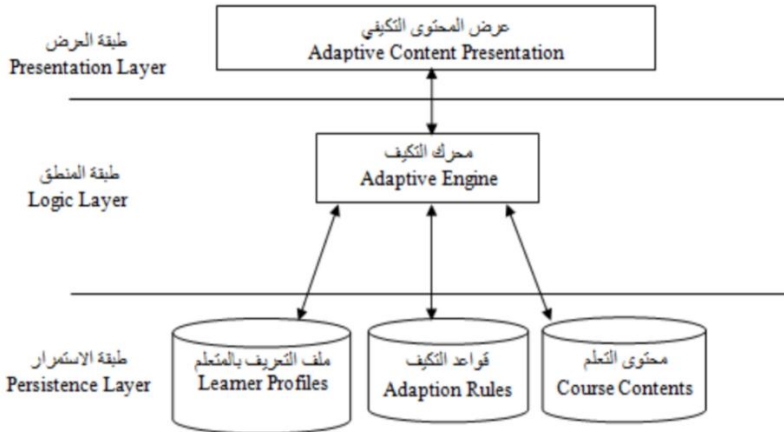 عرض المحتوى التكيفي
Adaptive Content Presentation
طبقة العرض
Presentation Layer
محرك التكيف
Adaptive Engine
طبقة المنطق
Logic Layer
طبقة الاستمرار
Persistence Layer
ملف التعريف بالمتعلم
Learner Profiles
قواعد التكيف
Adaption Rules
محتوى التعلم
Course Contents